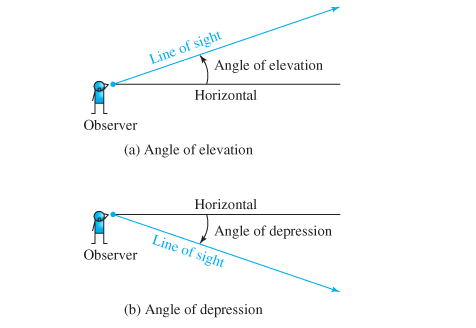 Line of sight
Angle of elevation
Horizontal
Observer
(a) Angle of elevation
Horizontal
Angle of depression
Line of sight
Observer
(b) Angle of depression